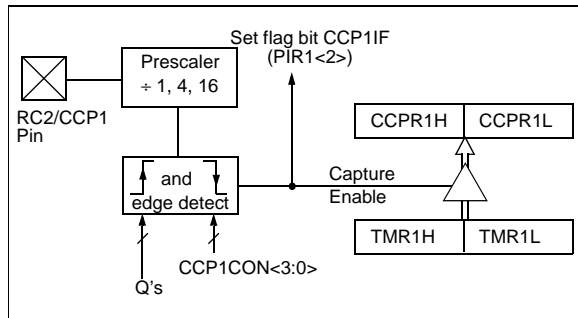 Set flag bit CCP1IF
(PIR1<2>)
Prescaler
÷ 1, 4, 16
RC2/CCP1
Pin
CCPR1H
CCPR1L
and
edge detect
Capture
Enable
TMR1H
TMR1L
CCP1CON<3:0>
Q's